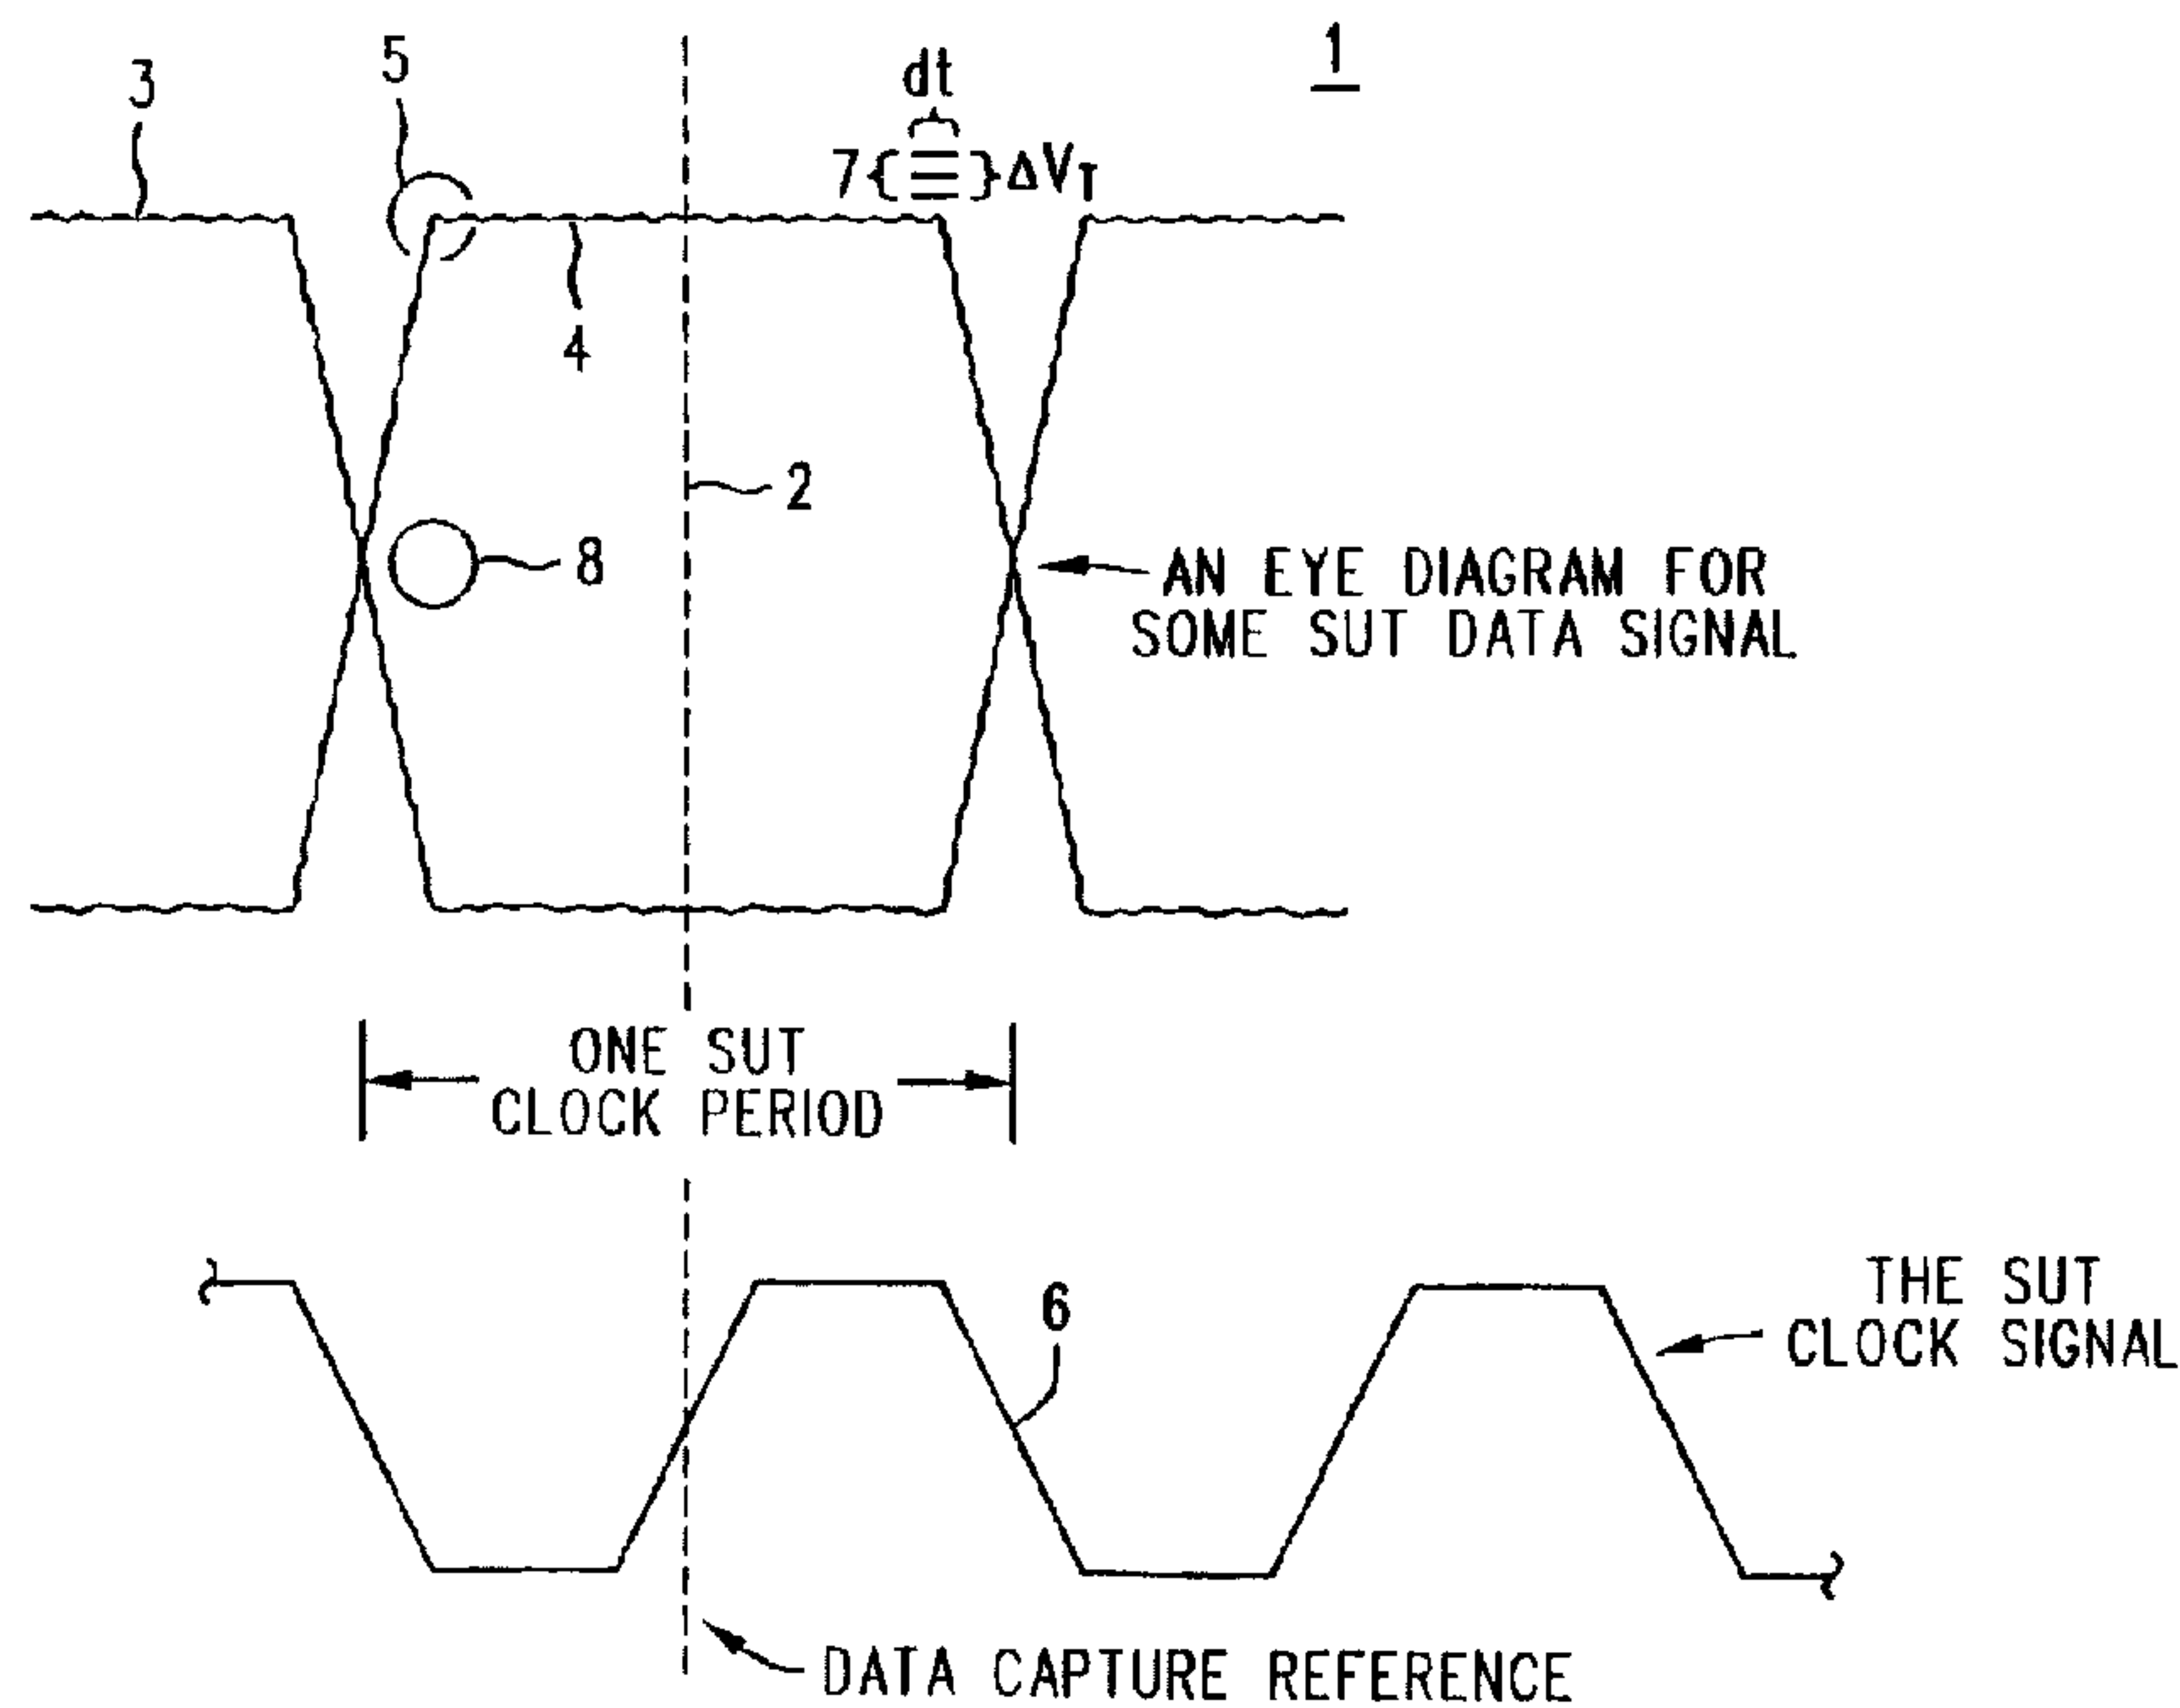 1
3
5
dt
7
ΔVT
4
2
8
AN EYE DIAGRAM FOR
SOME SUT DATA SIGNAL
ONE SUT
CLOCK PERIOD
6
THE SUT
CLOCK SIGNAL
DATA CAPTURE REFERENCE